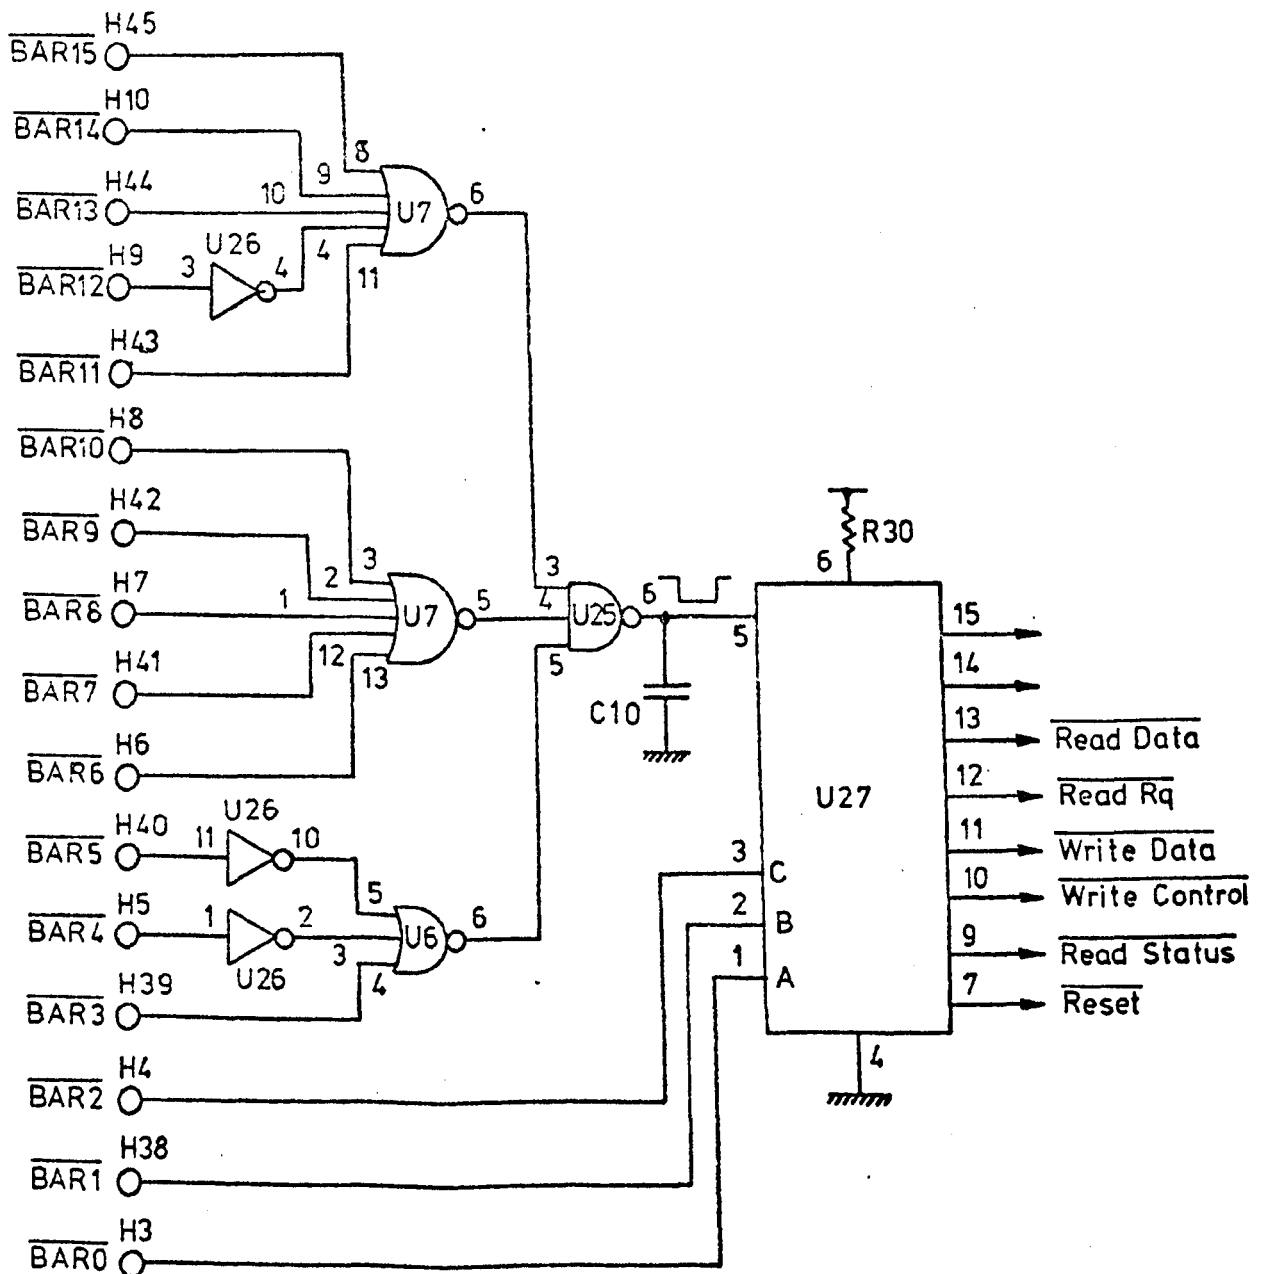 H45
BAR15
H10
BAR14
8
9
H44
10
6
BAR13
U7
U26
H9
3
4
4
BAR12
11
H43
BAR11
H8
BAR10
H42
BAR9
3
2
R30
6
H7
1
3
BAR8
U7
5
4
U25
6
15
5
H41
12
5
14
BAR7
13
C10
13
Read Data
H6
BAR6
12
U27
Read Rq
U26
H40
11
10
11
BAR5
Write Data
3
C
10
5
Write Control
H5
1
2
6
2
BAR4
U6
B
9
3
Read Status
U26
1
H39
4
A
7
BAR3
Reset
H4
4
BAR2
H38
BAR1
H3
BAR0